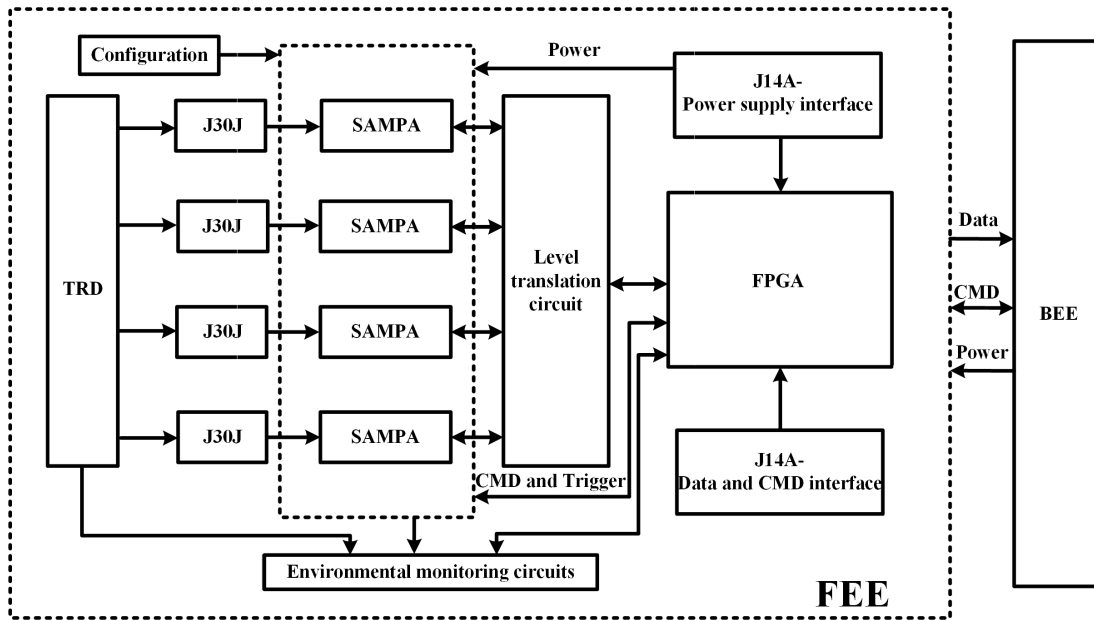 Configuration
Power
J14A-
Power supply interface
J30J
SAMPA
J30J
SAMPA
Data
Level
translation
circuit
TRD
FPGA
CMD
BEE
J30J
SAMPA
Power
J30J
SAMPA
J14A-
Data and CMD interface
CMD and Trigger
Environmental monitoring circuits
FEE